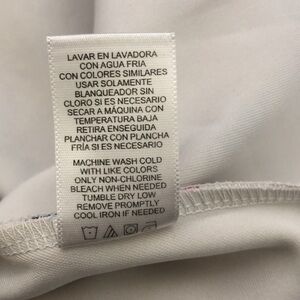 LAVAR EN LAVADORA
CON AGUA FRIA
CON COLORES SIMILARES
USAR SOLAMENTE
BLANQUEADOR SIN
CLORO SI ES NECESARIO
SECAR A MÁQUINA CON
TEMPERATURA BAJA
RETIRA ENSEGUIDA
PLANCHAR CON PLANCHA
FRÍA SI ES NECESARIO
MACHINE WASH COLD
WITH LIKE COLORS
ONLY NON-CHLORINE
BLEACH WHEN NEEDED
TUMBLE DRY LOW
REMOVE PROMPTLY
COOL IRON IF NEEDED